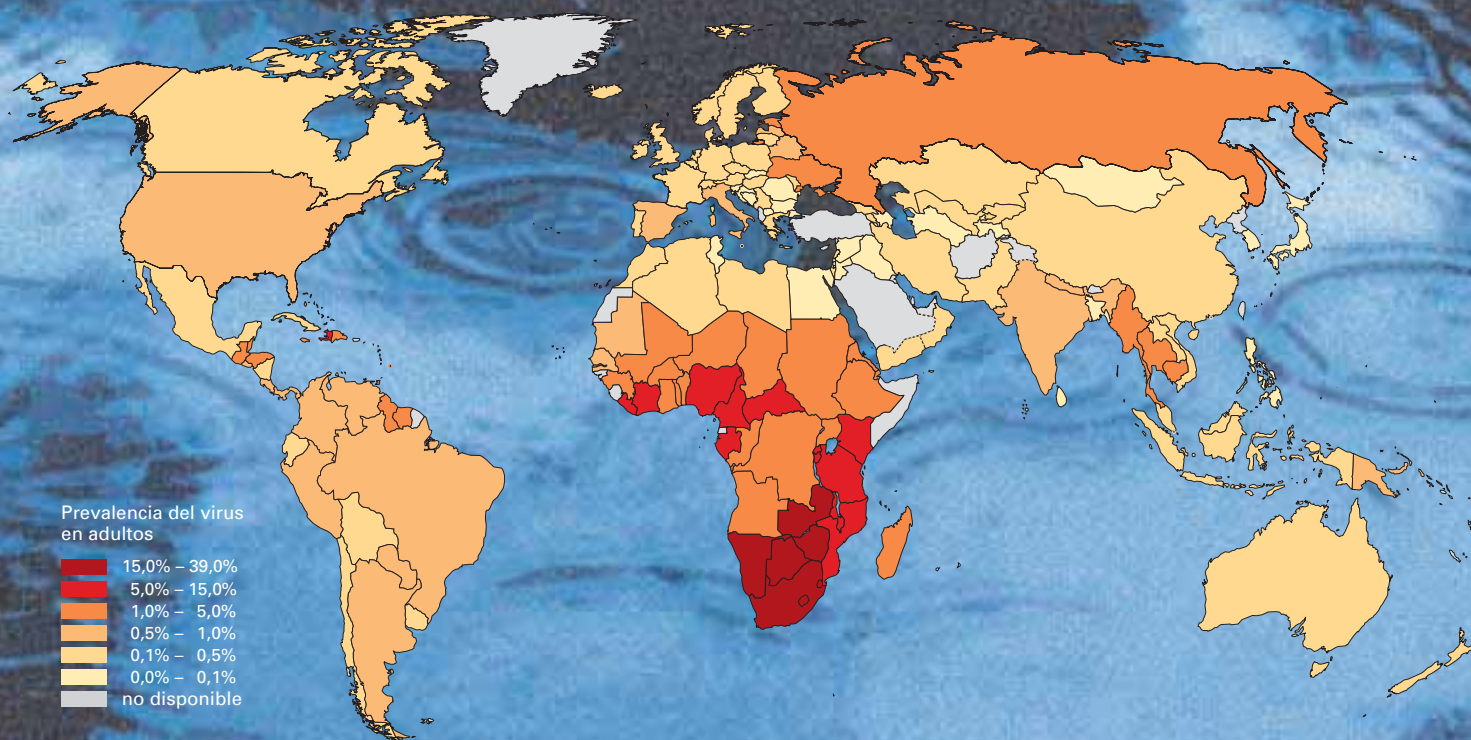 Prevalencia del virus
en adultos
15,0% – 39,0%
5,0% – 15,0%
1,0% – 5,0%
0,5% – 1,0%
0,1% – 0,5%
0,0% – 0,1%
no disponible